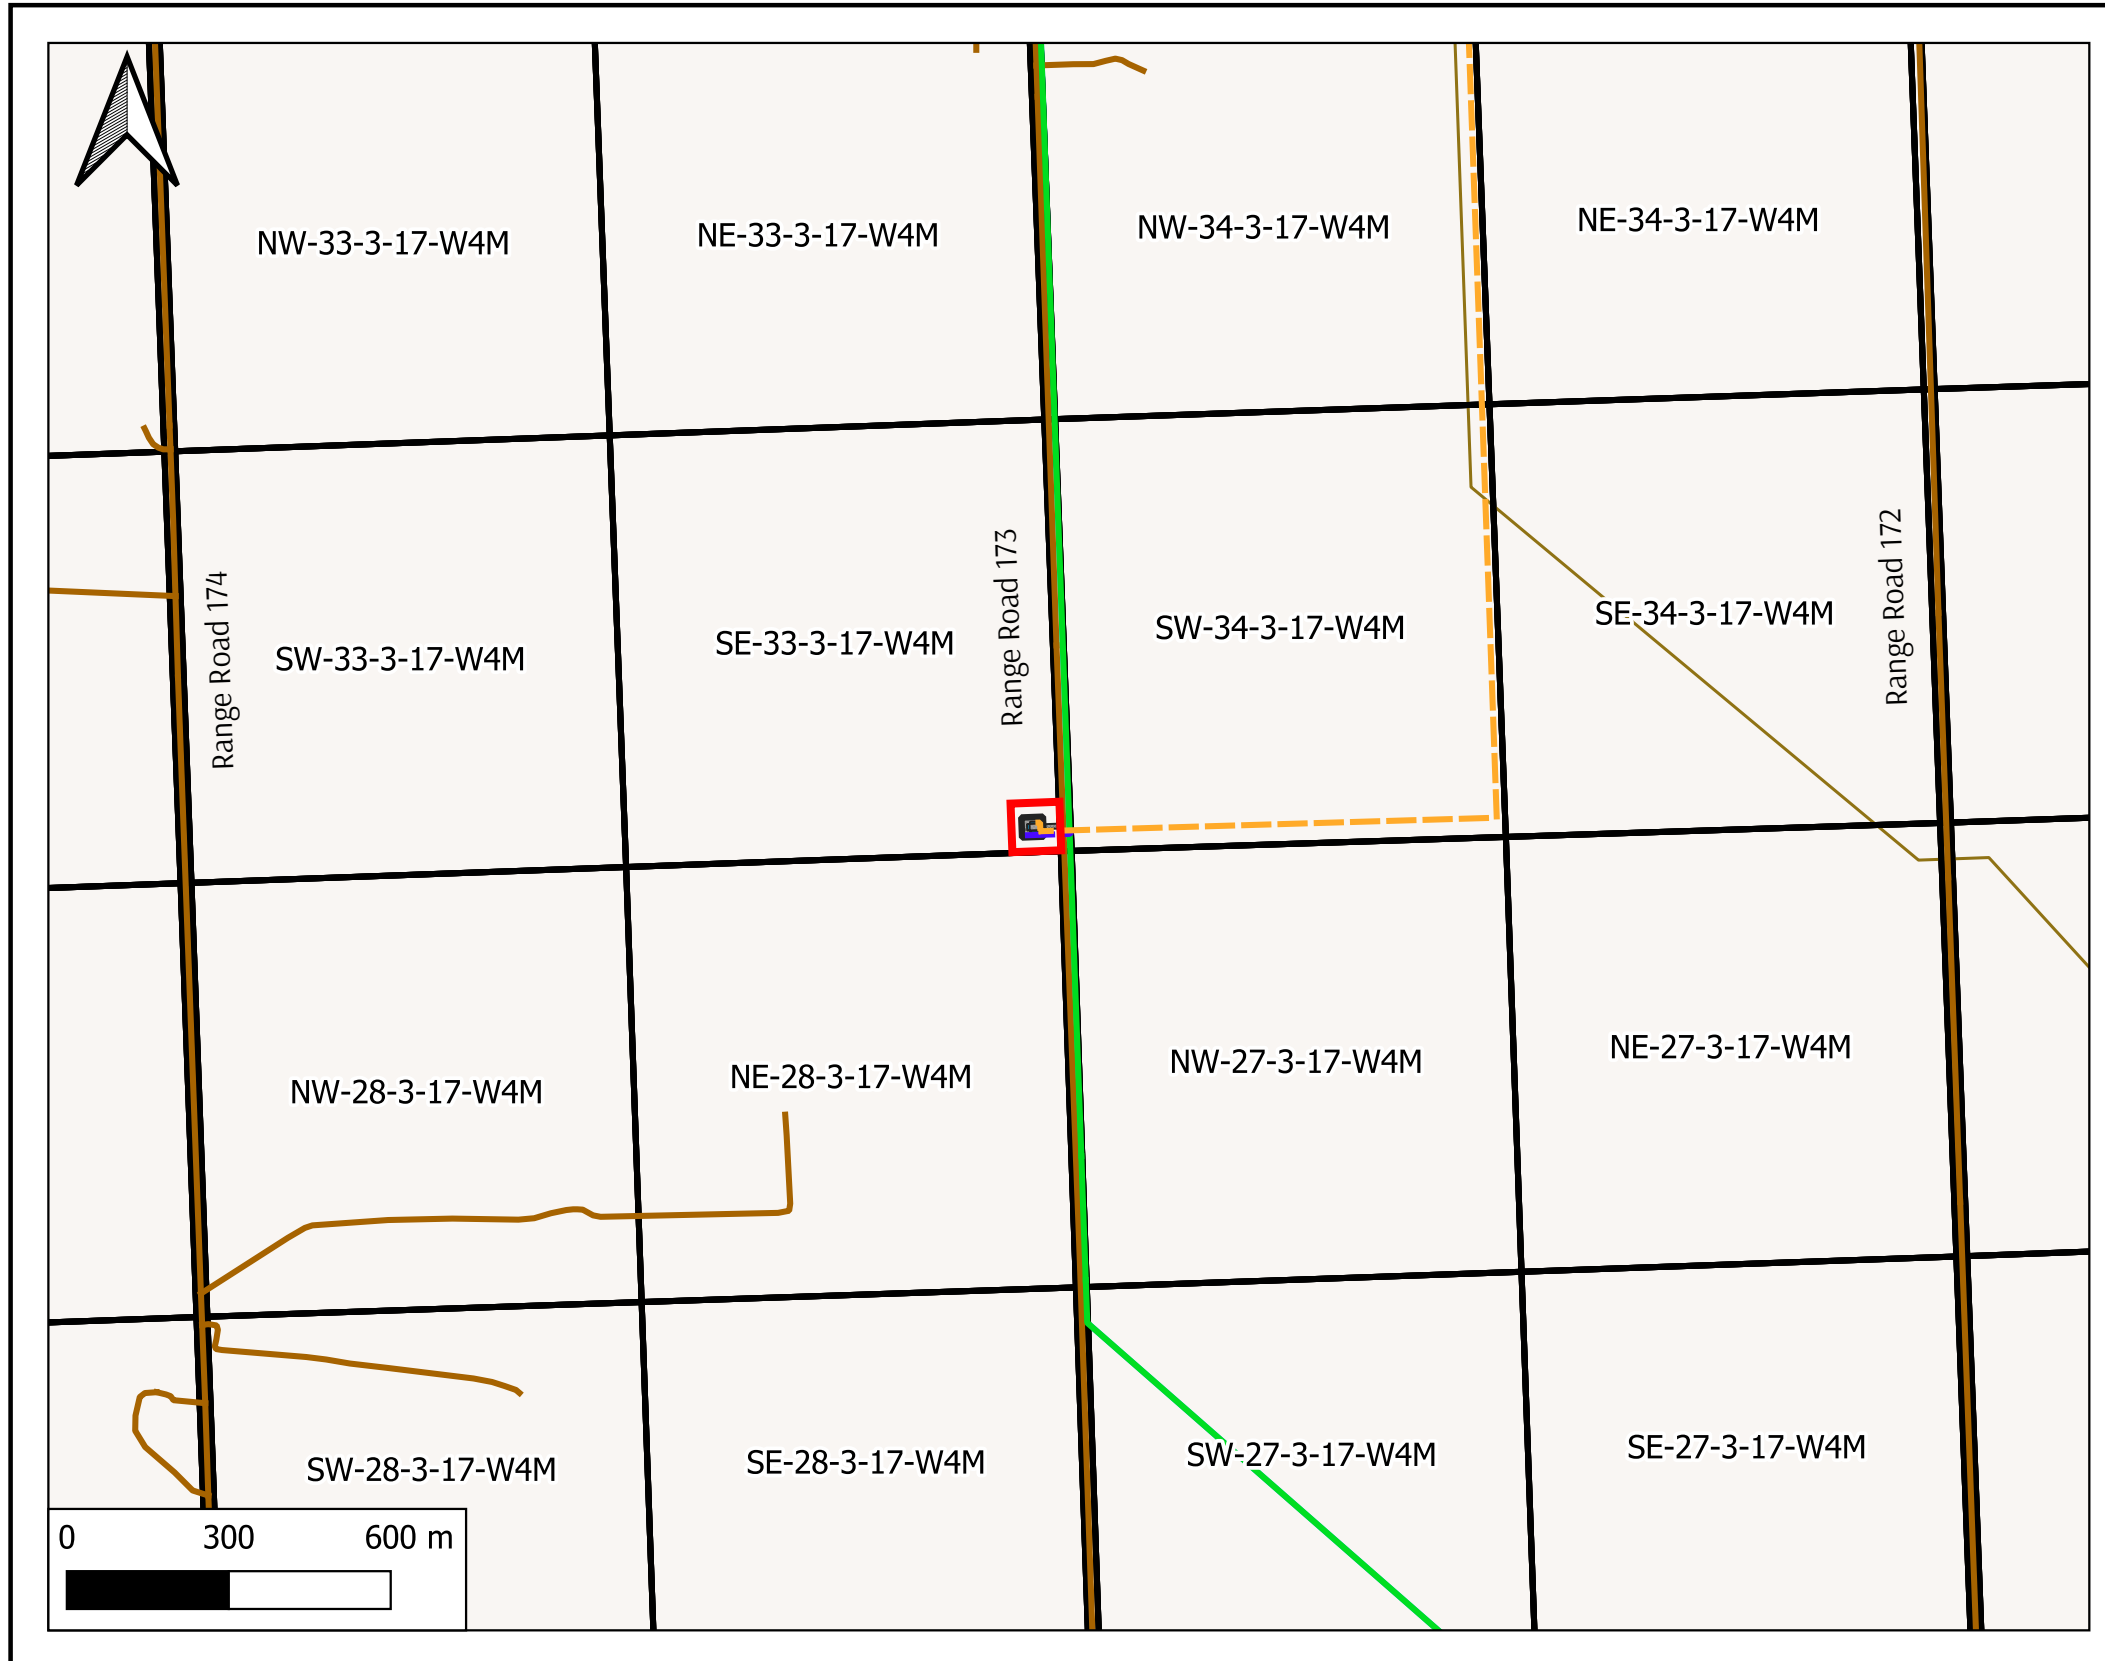 NW-33-3-17-W4M
NE-33-3-17-W4M
NW-34-3-17-W4M
NE-34-3-17-W4M
Range Road 174
SW-33-3-17-W4M
SE-33-3-17-W4M
Range Road 173
SW-34-3-17-W4M
SE-34-3-17-W4M
Range Road 172
NW-28-3-17-W4M
NE-28-3-17-W4M
NW-27-3-17-W4M
NE-27-3-17-W4M
SW-28-3-17-W4M
SE-28-3-17-W4M
SW-27-3-17-W4M
SE-27-3-17-W4M
0 300 600 m